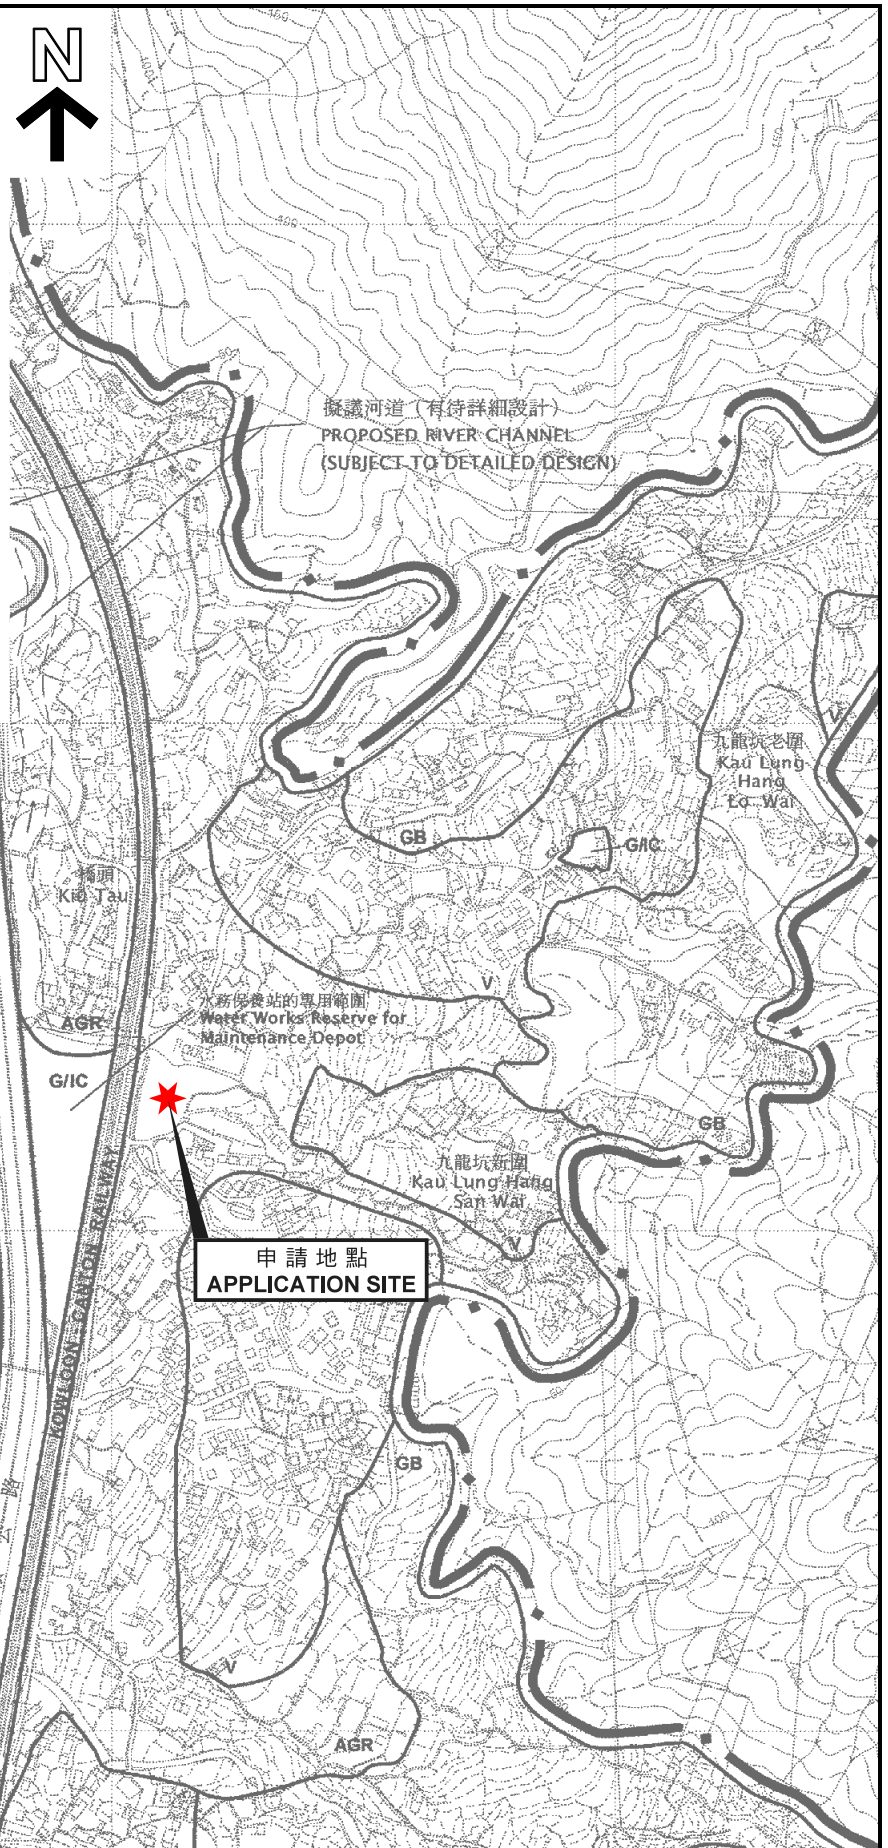 N
擬議河道（有待詳細設計）
PROPOSED RIVER CHANNEL
(SUBJECT TO DETAILED DESIGN)
100
V
九龍坑老圍
Kau Lung
Hang
Lo Wai
GB
G/IC
橋頭
Kiu Tau
V
水務保養站的專用範圍
Water Works Reserve for
Maintenance Depot
AGR
G/IC
GB
九龍坑新圍
Kau Lung Hang
San Wai
V
KOWLOON - CANTON RAILWAY
申請地點
APPLICATION SITE
GB
路
V
AGR